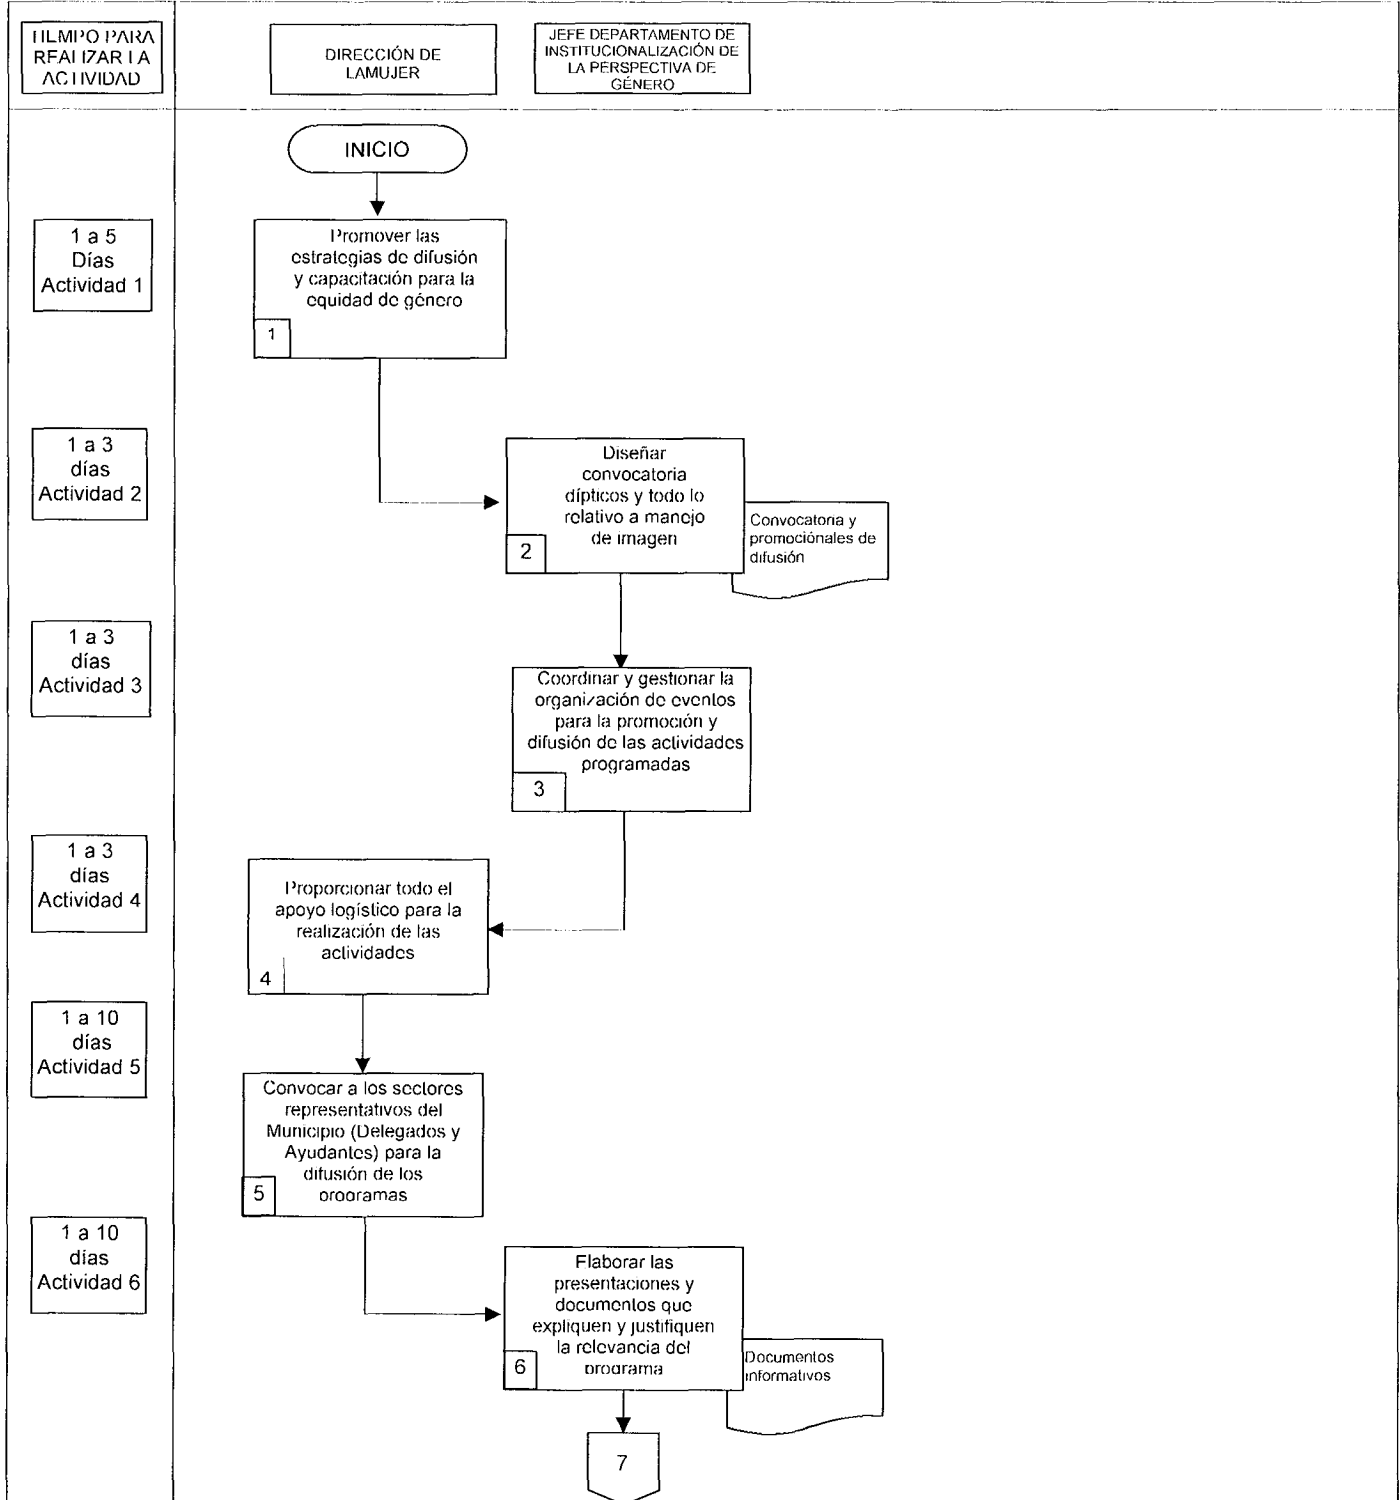 TIEMPO PARA
REALIZAR LA
ACTIVIDAD
DIRECCIÓN DE
LAMUJER
JEFE DEPARTAMENTO DE
INSTITUCIONALIZACIÓN DE
LA PERSPECTIVA DE
GÉNERO
INICIO
1 a 5
Días
Actividad 1
Promover las
estrategias de difusión
y capacitación para la
equidad de género
1
1 a 3
días
Actividad 2
Diseñar
convocatoria
dípticos y todo lo
relativo a manejo
de imagen
2
Convocatoria y
promociónales de
difusión
1 a 3
días
Actividad 3
Coordinar y gestionar la
organización de eventos
para la promoción y
difusión de las actividades
programadas
3
1 a 3
días
Actividad 4
Proporcionar todo el
apoyo logístico para la
realización de las
actividades
4
1 a 10
días
Actividad 5
Convocar a los sectores
representativos del
Municipio (Delegados y
Ayudantes) para la
difusión de los
programas
5
1 a 10
días
Actividad 6
Elaborar las
presentaciones y
documentos que
expliquen y justifiquen
la relevancia del
programa
6
Documentos
informativos
7